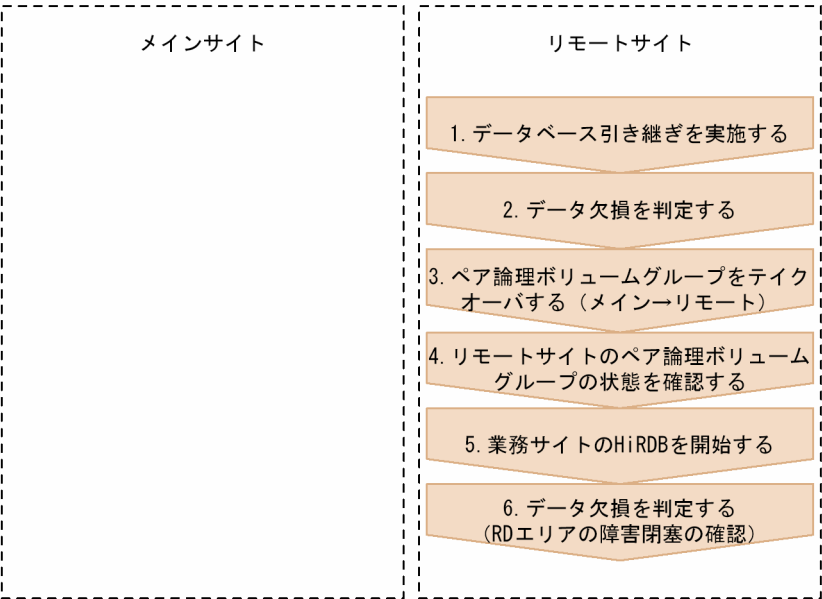 メインサイト
リモートサイト
1.データベース引き継ぎを実施する
2.データ欠損を判定する
3.ペア論理ボリュームグループをテイク
オーバする（メイン→リモート）
4.リモートサイトのペア論理ボリューム
グループの状態を確認する
5.業務サイトのHiRDBを開始する
6.データ欠損を判定する
（RDエリアの障害閉塞の確認）